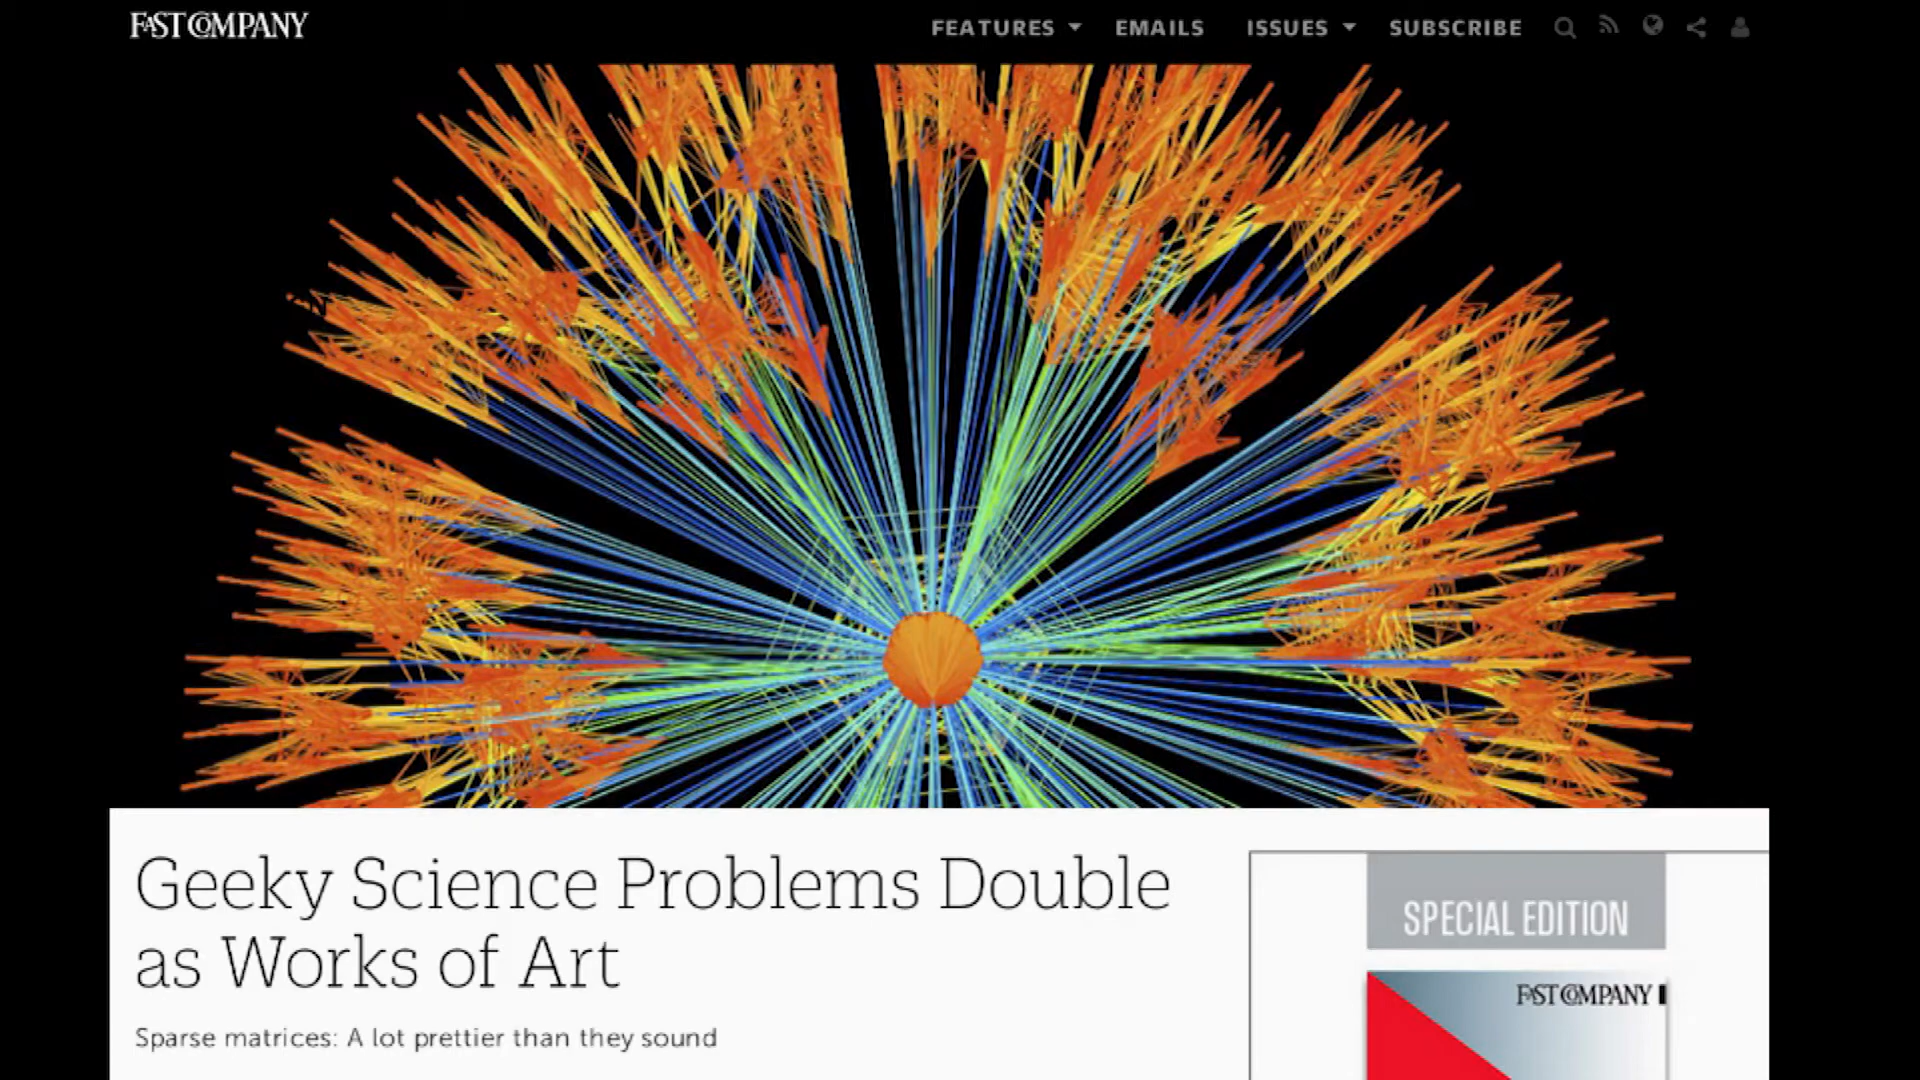 FAST COMPANY
FEATURES EMAILS ISSUES SUBSCRIBE
Geeky Science Problems Double
as Works of Art
Sparse matrices: A lot prettier than they sound
SPECIAL EDITION
FAST COMPANY